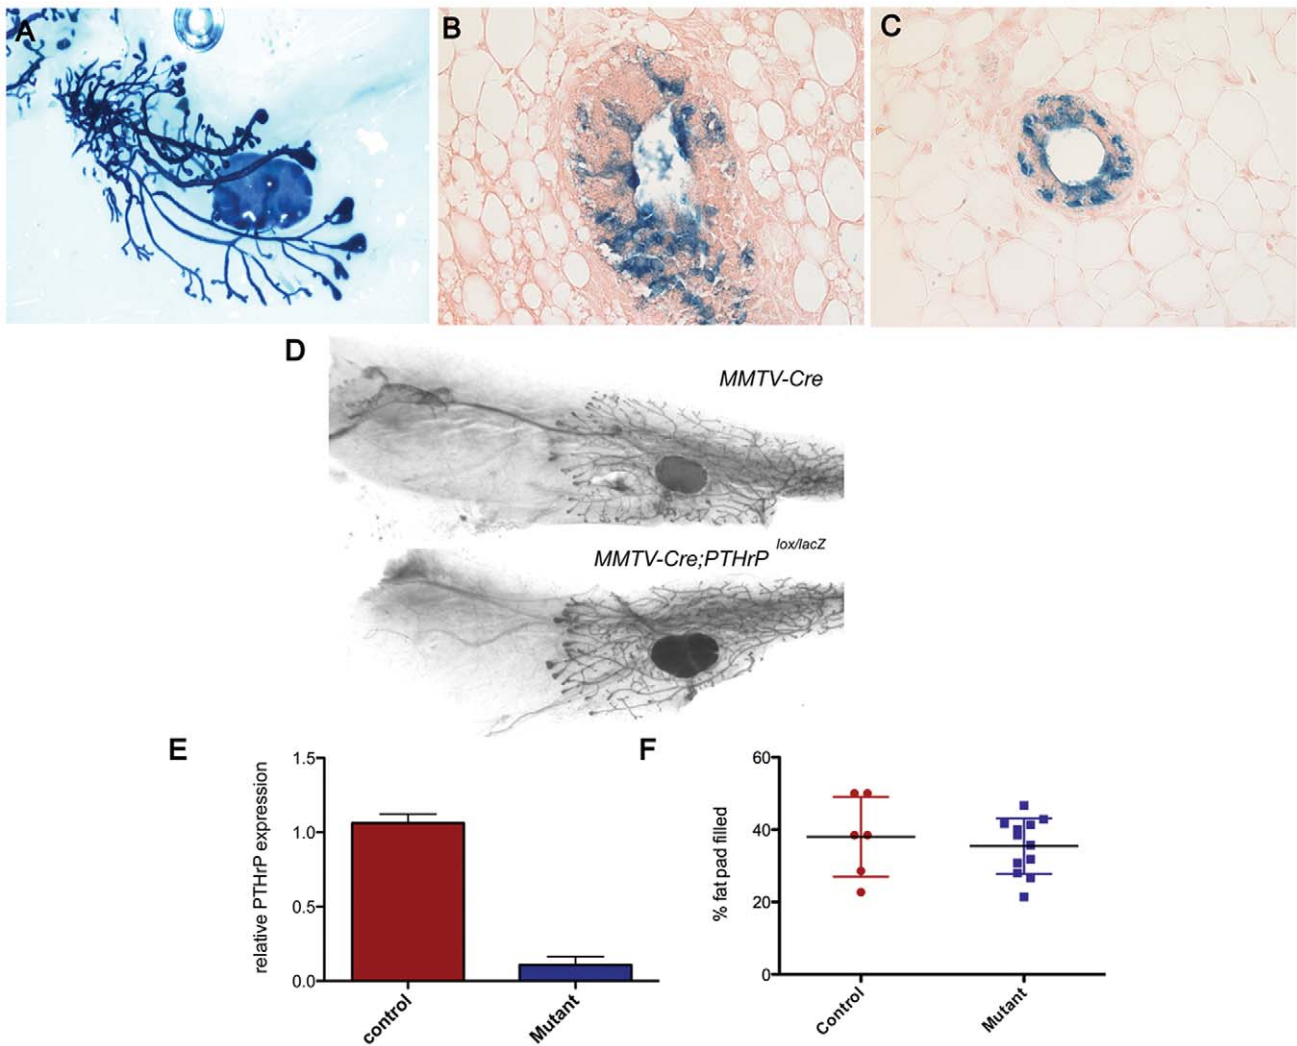 A
B
C
D
MMTV-Cre
MMTV-Cre;PTHrP lox/lacZ
E
F
relative PTHrP expression
1.5
1.0
0.5
0.0
control
Mutant
% fat pad filled
60
40
20
0
Control
Mutant